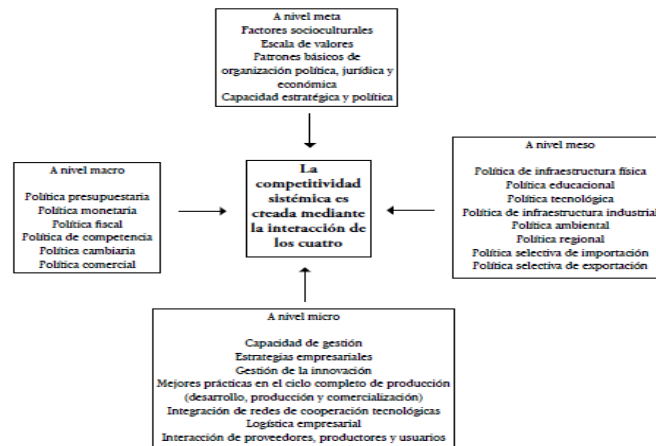 A nivel meta
Factores socioculturales
Escala de valores
Patrones básicos de
organización política, jurídica y
económica
Capacidad estratégica y política
A nivel macro
Política presupuestaria
Política monetaria
Política fiscal
Política de competencia
Política cambiaria
Política comercial
La
competitividad
sistémica es
creada mediante
la interacción de
los cuatro
A nivel meso
Política de infraestructura física
Política educacional
Política tecnológica
Política de infraestructura industrial
Política ambiental
Política regional
Política selectiva de importación
Política selectiva de exportación
A nivel micro
Capacidad de gestión
Estrategias empresariales
Gestión de la innovación
Mejores prácticas en el ciclo completo de producción
(desarrollo, producción y comercialización)
Integración de redes de cooperación tecnológicas
Logística empresarial
Interacción de proveedores, productores y usuarios